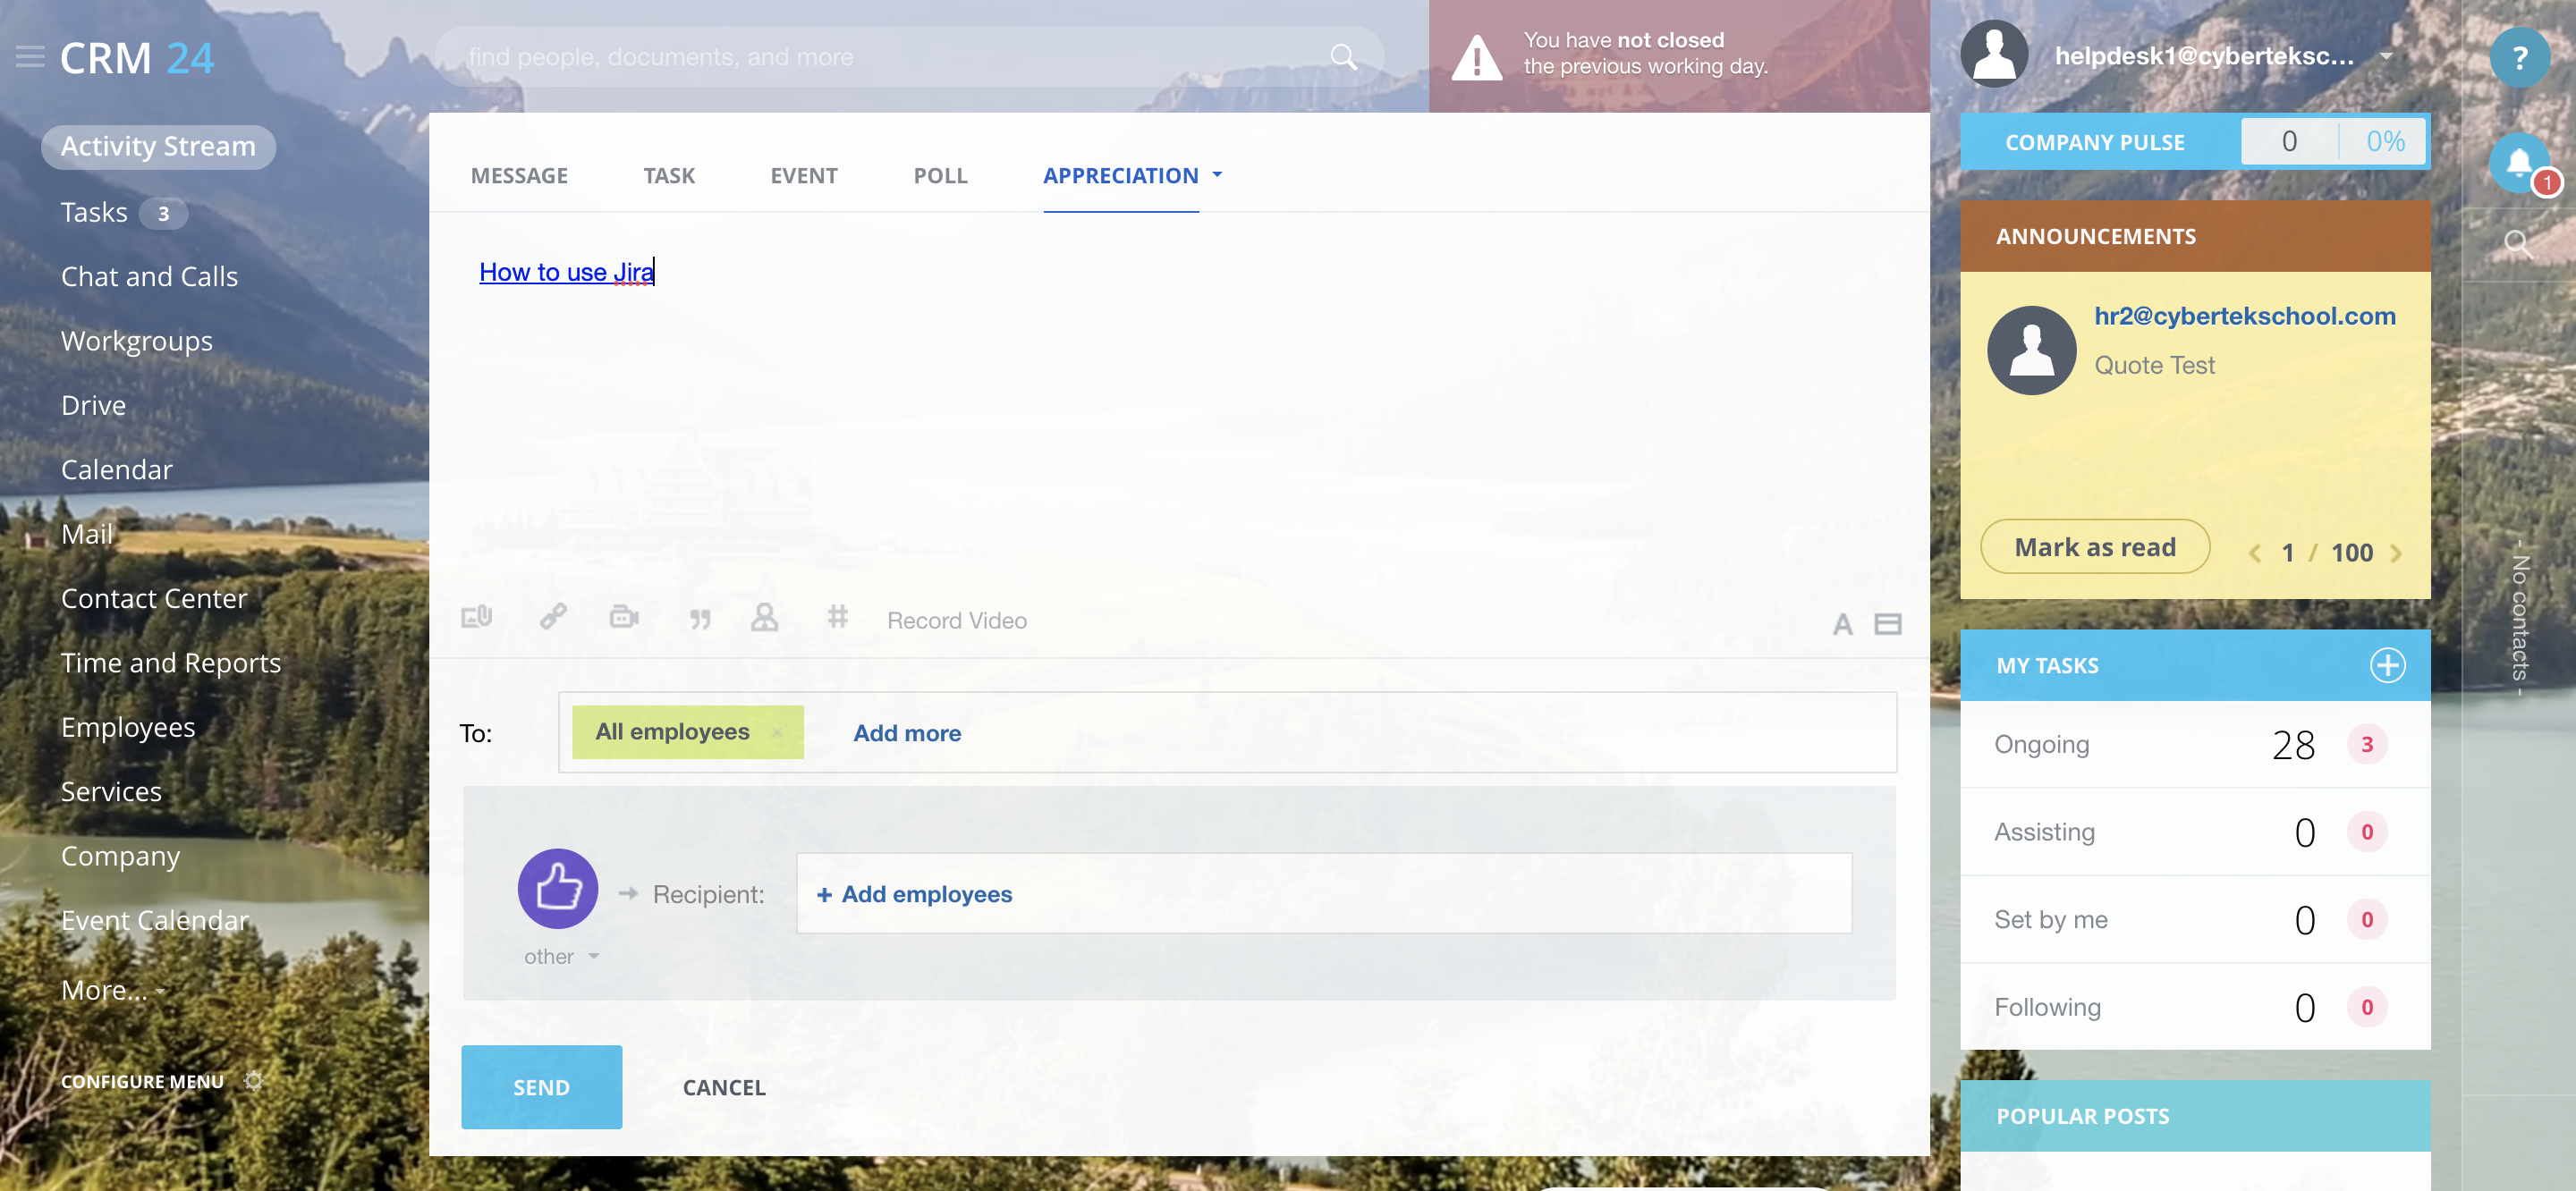 CRM 24
find people, documents, and more
You have not closed
the previous working day.
helpdesk1@cyberteksc...
?
Activity Stream
Tasks 3
Chat and Calls
Workgroups
Drive
Calendar
Mail
Contact Center
Time and Reports
Employees
Services
Company
Event Calendar
More...
CONFIGURE MENU
MESSAGE TASK EVENT POLL APPRECIATION
How to use Jira
# Record Video A
To: All employees × Add more
Recipient: + Add employees
other
SEND CANCEL
COMPANY PULSE 0 0%
1
ANNOUNCEMENTS
hr2@cybertekschool.com
Quote Test
Mark as read 1 / 100
MY TASKS
Ongoing 28 3
Assisting 0 0
Set by me 0 0
Following 0 0
POPULAR POSTS
- No contacts -